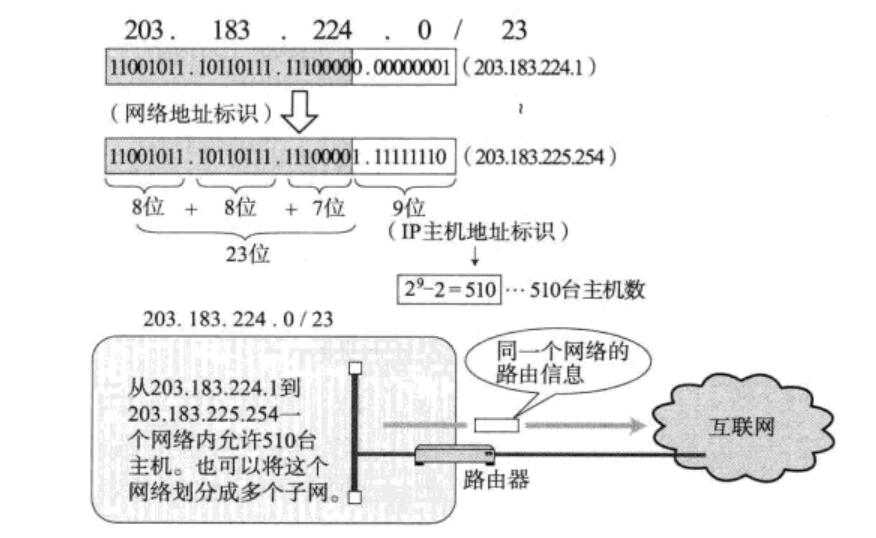 203. 183 . 224 . 0 / 23
11001011 . 10110111 . 11100000 . 00000001 (203.183.224.1)
(网络地址标识) ~
11001011 . 10110111 . 11100001 . 11111110 (203.183.225.254)
8位 + 8位 + 7位 9位
(IP主机地址标识)
23位
2⁹-2=510 …510台主机数
203. 183. 224 . 0 / 23
同一个网络的
路由信息
从203.183.224.1到
203.183.225.254一
个网络内允许510台
主机。也可以将这个
网络划分成多个子网。
互联网
路由器